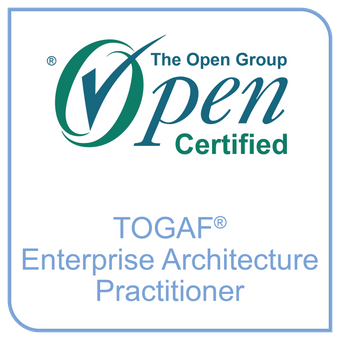 ® The Open Group
Open
Certified
TOGAF®
Enterprise Architecture
Practitioner